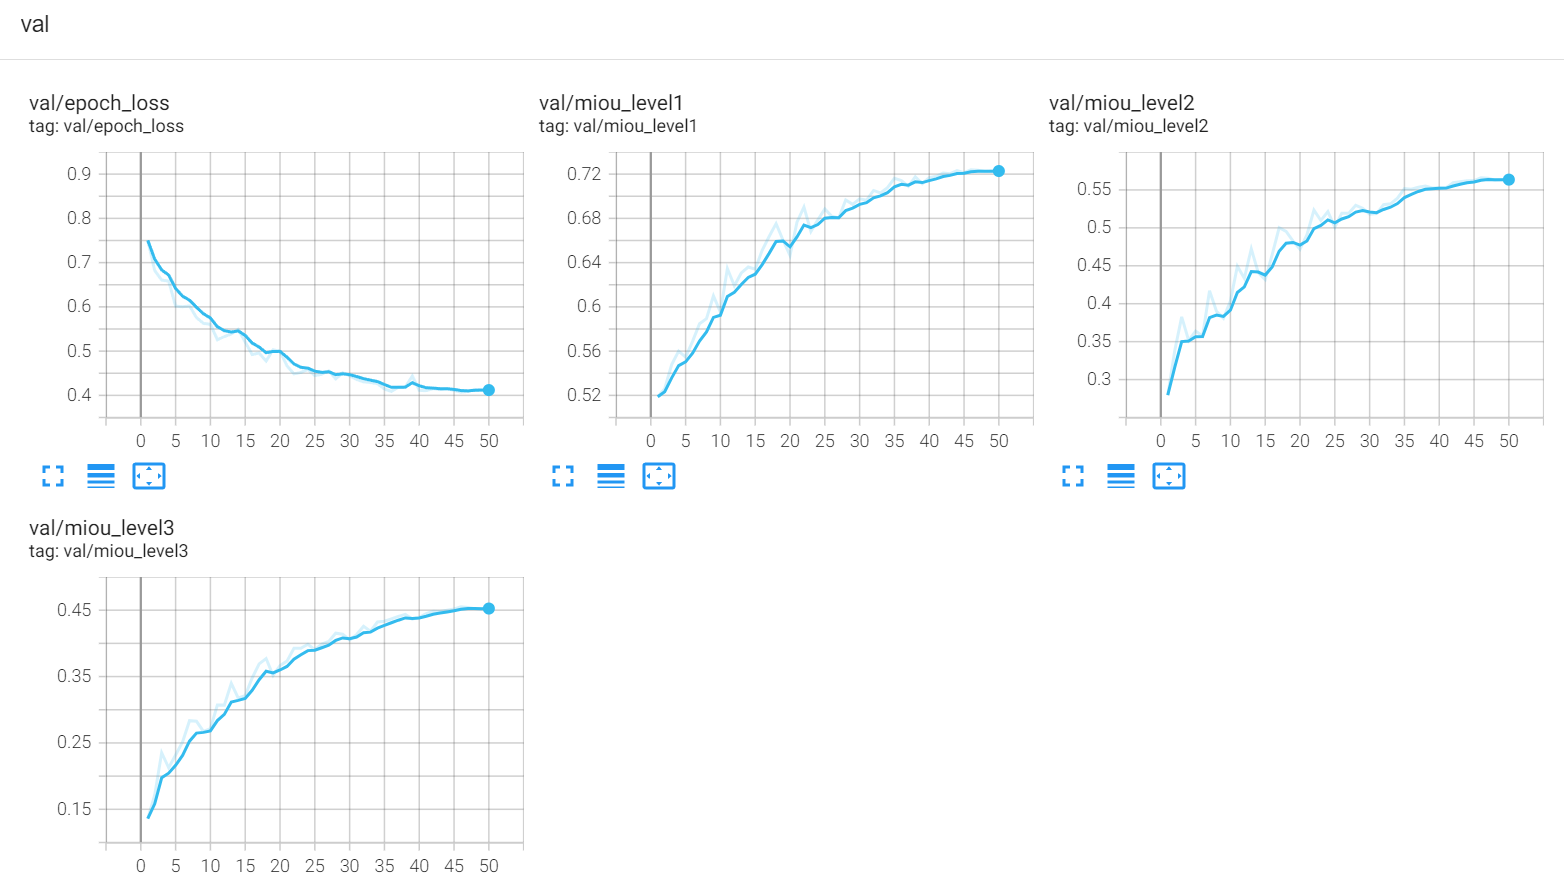 val
val/epoch_loss
tag: val/epoch_loss
0.9
0.8
0.7
0.6
0.5
0.4
0 5 10 15 20 25 30 35 40 45 50
val/miou_level1
tag: val/miou_level1
0.72
0.68
0.64
0.6
0.56
0.52
0 5 10 15 20 25 30 35 40 45 50
val/miou_level2
tag: val/miou_level2
0.55
0.5
0.45
0.4
0.35
0.3
0 5 10 15 20 25 30 35 40 45 50
val/miou_level3
tag: val/miou_level3
0.45
0.35
0.25
0.15
0 5 10 15 20 25 30 35 40 45 50